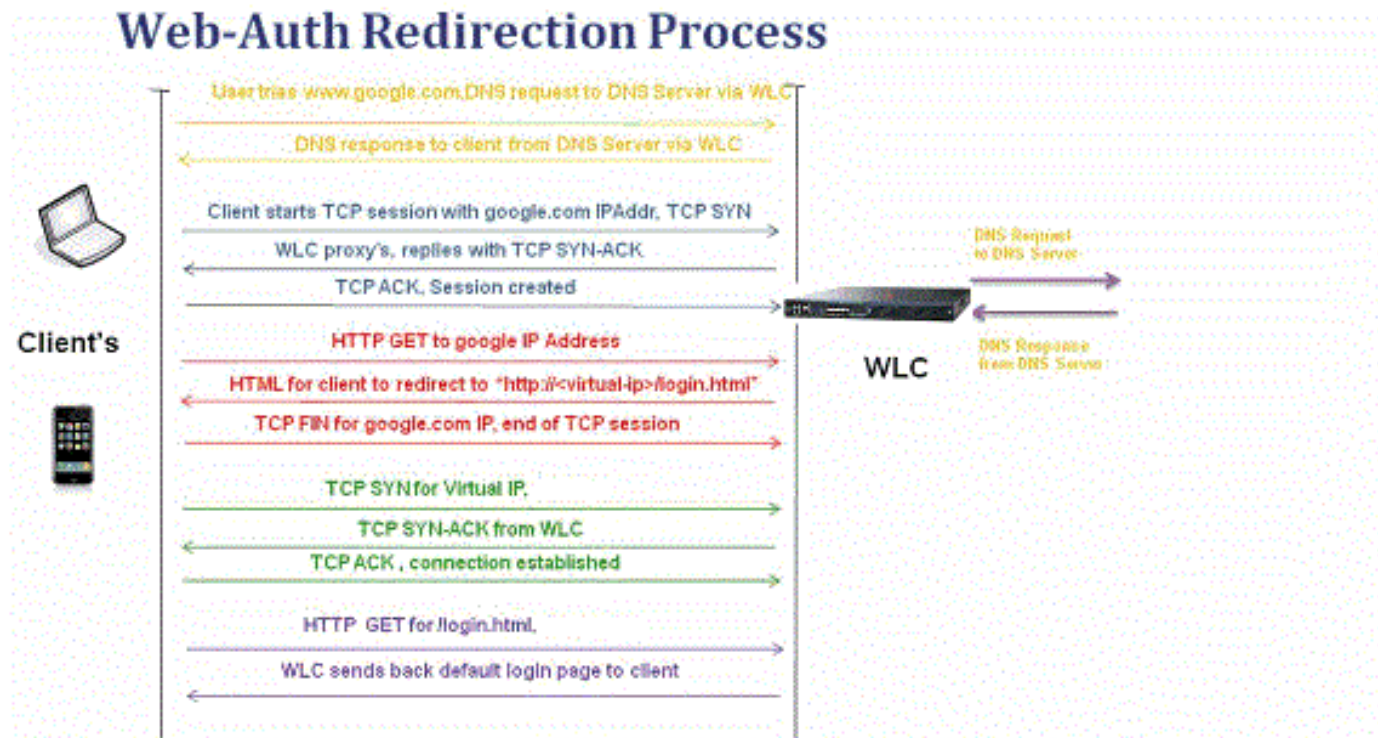 Web-Auth Redirection Process
User tries www.google.com,DNS request to DNS Server via WLC
DNS response to client from DNS Server via WLC
Client starts TCP session with google.com IPAddr, TCP SYN
WLC proxy's, replies with TCP SYN-ACK
TCP ACK, Session created
DNS Request
to DNS Server
Client's
HTTP GET to google IP Address
DNS Response
from DNS Server
WLC
HTML for client to redirect to “http://<virtual-ip>/login.html”
TCP FIN for google.com IP, end of TCP session
TCP SYN for Virtual IP,
TCP SYN-ACK from WLC
TCP ACK , connection established
HTTP GET for /login.html,
WLC sends back default login page to client